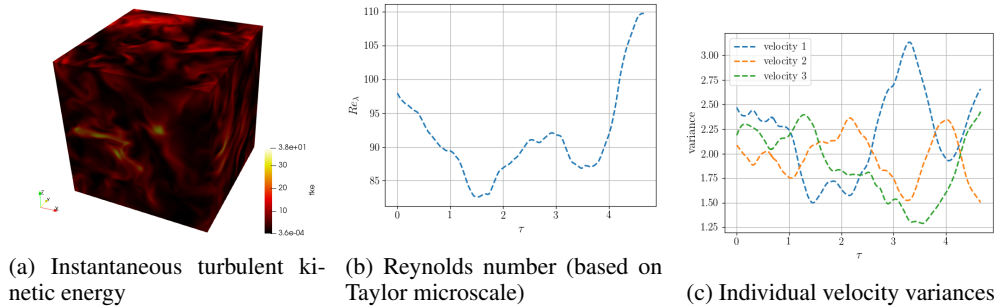 3.8e+01
30
20
10
3.6e-04
tke
z
y
x
110
105
100
95
90
85
Re_λ
0
1
2
3
4
τ
velocity 1
velocity 2
velocity 3
3.00
2.75
2.50
2.25
2.00
1.75
1.50
1.25
variance
0
1
2
3
4
τ
(a) Instantaneous turbulent ki-
netic energy
(b) Reynolds number (based on
Taylor microscale)
(c) Individual velocity variances